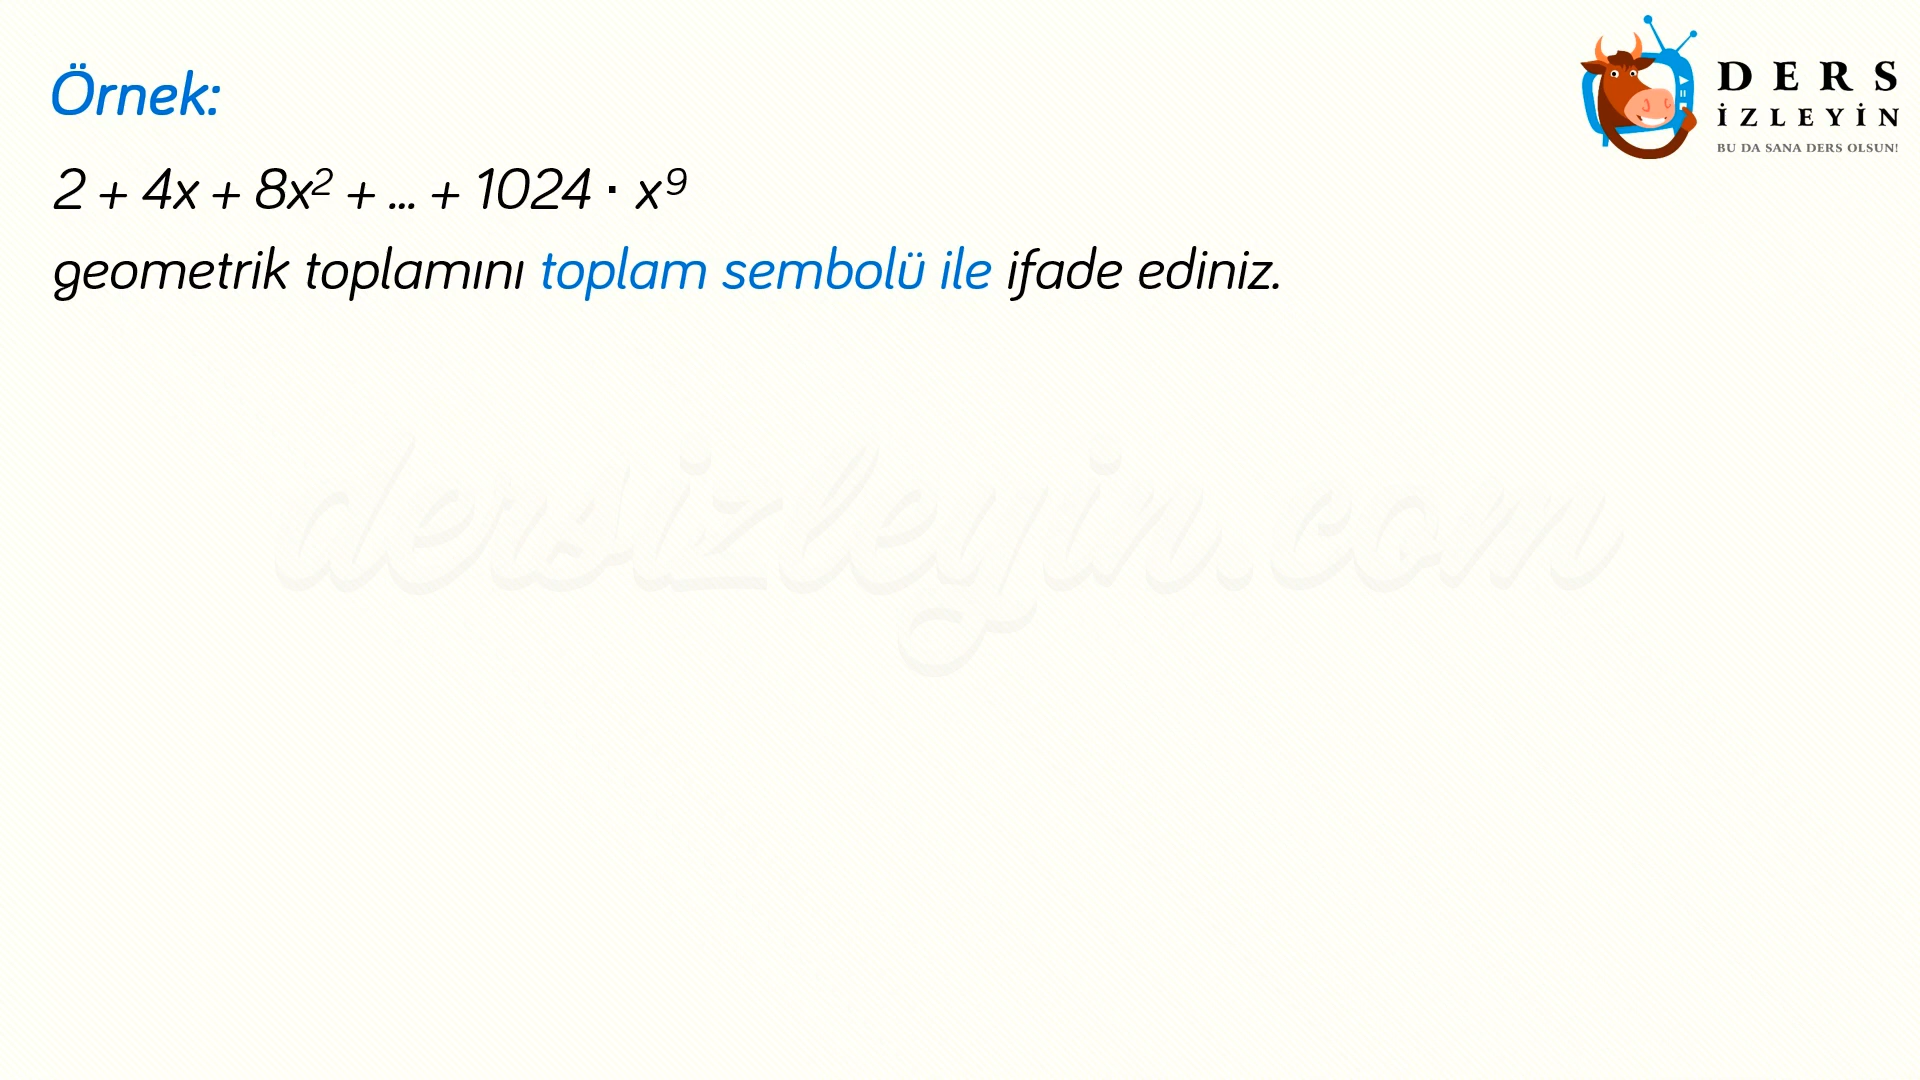 Örnek:
2 + 4x + 8x² + ... + 1024 · x⁹
geometrik toplamını toplam sembolü ile ifade ediniz.
DERS
İZLEYİN
BU DA SANA DERS OLSUN!
dersizleyin.com